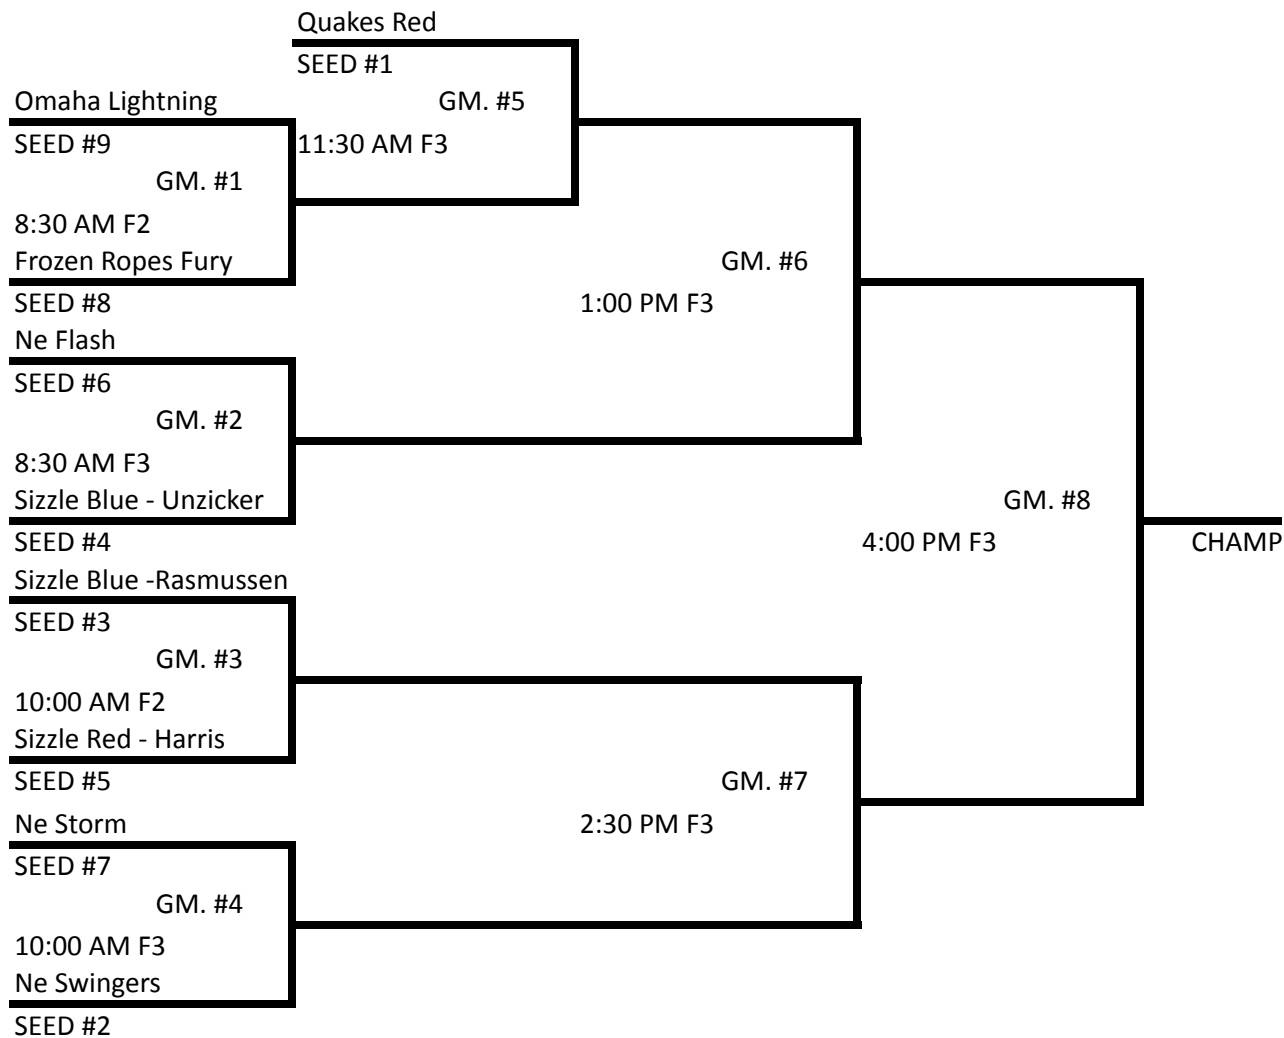 Quakes Red
SEED #1
Omaha Lightning
GM. #5
SEED #9
11:30 AM F3
GM. #1
8:30 AM F2
Frozen Ropes Fury
GM. #6
SEED #8
1:00 PM F3
Ne Flash
SEED #6
GM. #2
8:30 AM F3
Sizzle Blue - Unzicker
GM. #8
SEED #4
4:00 PM F3
CHAMP
Sizzle Blue -Rasmussen
SEED #3
GM. #3
10:00 AM F2
Sizzle Red - Harris
SEED #5
GM. #7
Ne Storm
2:30 PM F3
SEED #7
GM. #4
10:00 AM F3
Ne Swingers
SEED #2